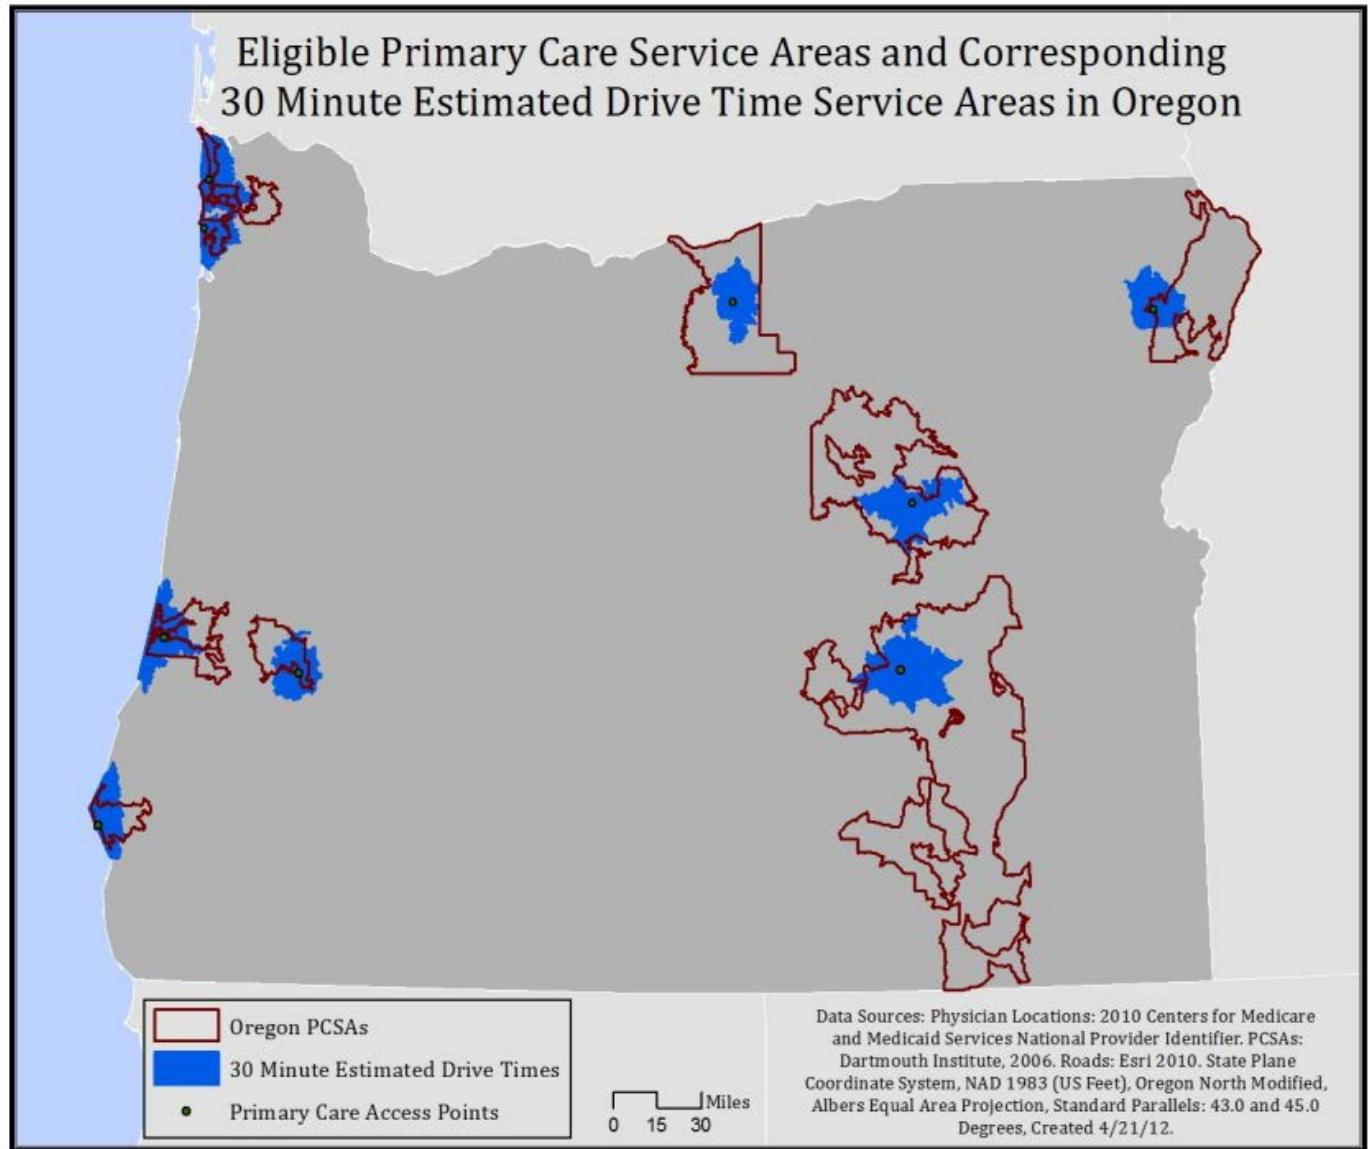 Eligible Primary Care Service Areas and Corresponding
30 Minute Estimated Drive Time Service Areas in Oregon
Oregon PCSAs
30 Minute Estimated Drive Times
Primary Care Access Points
Miles
0 15 30
Data Sources: Physician Locations: 2010 Centers for Medicare
and Medicaid Services National Provider Identifier. PCSAs:
Dartmouth Institute, 2006. Roads: Esri 2010. State Plane
Coordinate System, NAD 1983 (US Feet), Oregon North Modified,
Albers Equal Area Projection, Standard Parallels: 43.0 and 45.0
Degrees, Created 4/21/12.